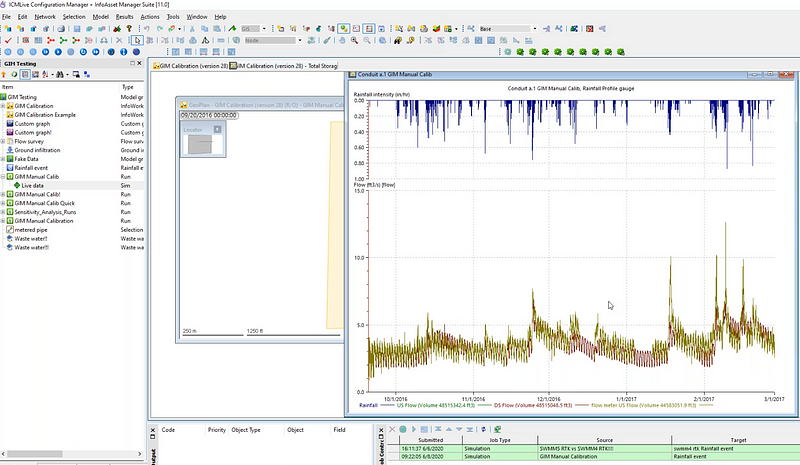 ICMLive Configuration Manager - InfoAsset Manager Suite [11.0]
File Edit Network Selection Model Results Actions Tools Window Help
GIS
Base
Node
GIM Testing
GIM Calibration (version 28)
GIM Calibration (version 28) - Total Storag
Item Type
GIM Testing Model gr
GIM Calibration InfoWork
GIM Calibration Example InfoWork
Custom graph Custom g
Custom graph! Custom g
Flow survey Flow surv
Ground infiltration Ground in
Fake Data Model gr
Rainfall event Rainfall e
GIM Manual Calib Run
Live data Sim
GIM Manual Calib! Run
GIM Manual Calib Quick Run
Sensitivity_Analysis_Runs Run
GIM Manual Calibration Run
metered pipe Selection
Waste water!! Waste wa
Waste water!!! Waste wa
GeoPlan - GIM Calibration (version 28) (R/O) - GIM Manual Calib
09/20/2016 00:00:00
Locator
250 m 1250 ft
Conduit a.1 GIM Manual Calib
Conduit a.1 GIM Manual Calib, Rainfall Profile gauge
Rainfall intensity (in/hr)
0.00
0.20
0.40
0.60
0.80
1.00
Flow (ft3/s) [flow]
15.0
10.0
5.0
0.0
10/1/2016 11/1/2016 12/1/2016 1/1/2017 2/1/2017 3/1/2017
Rainfall US Flow (Volume 48515342.4 ft3) DS Flow (Volume 48515048.5 ft3) flow meter US Flow (Volume 44583051.9 ft3)
Output
Code Priority Object Type Object Field
Job Contro
Submitted Job Type Source Target
16:11:37 6/6/2020 Simulation SWMM5 RTK vs SWMM4 RTK!!! swmm4 rtk Rainfall event
09:22:05 6/8/2020 Simulation GIM Manual Calibration Rainfall event